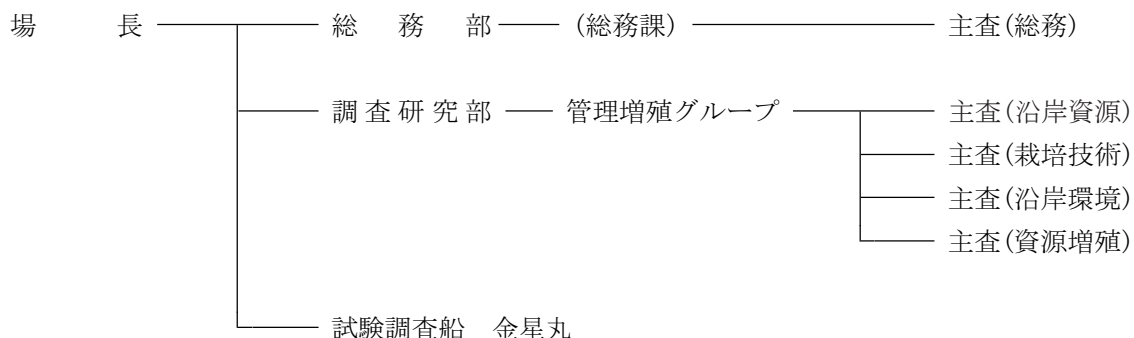 場　長　総　務　部　(総務課)　主査(総務)
調査研究部　管理増殖グループ　主査(沿岸資源)
主査(栽培技術)
主査(沿岸環境)
主査(資源増殖)
試験調査船　金星丸